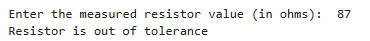 Enter the measured resistor value (in ohms):  87
Resistor is out of tolerance